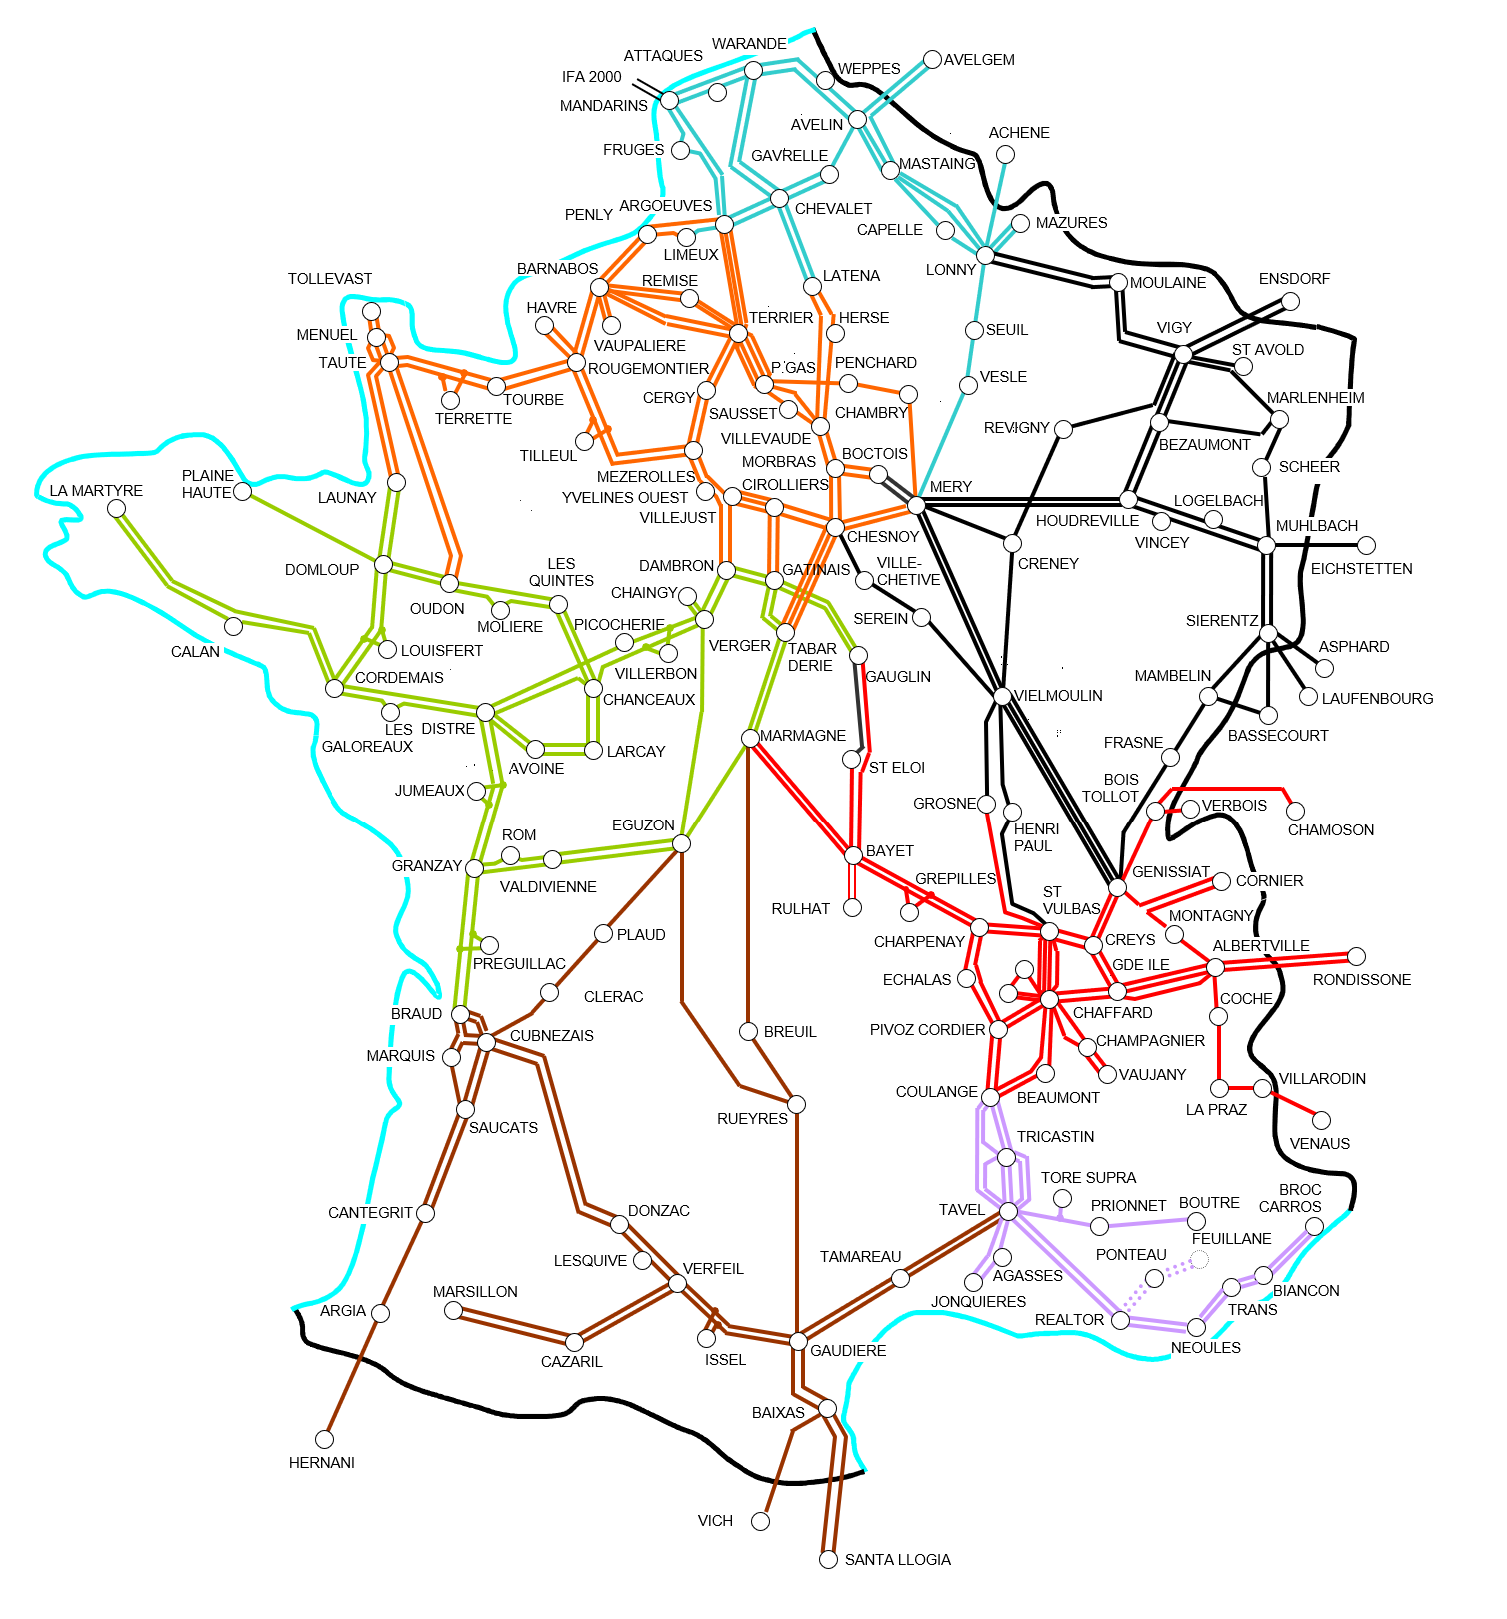 WARANDE
ATTAQUES
WEPPES
AVELGEM
IFA 2000
MANDARINS
AVELIN
ACHENE
FRUGES
GAVRELLE
MASTAING
ARGOEUVES
PENLY
CHEVALET
CAPELLE
MAZURES
LIMEUX
LONNY
BARNABOS
TOLLEVAST
REMISE
LATENA
MOULAINE
ENSDORF
HAVRE
TERRIER
HERSE
SEUIL
VIGY
MENUEL
VAUPALIERE
ST AVOLD
TAUTE
ROUGEMONTIER
P.GAS
PENCHARD
VESLE
CERGY
TOURBE
SAUSSET
CHAMBRY
MARLENHEIM
TERRETTE
REVIGNY
VILLEVAUDE
BEZAUMONT
TILLEUL
BOCTOIS
MORBRAS
SCHEER
PLAINE
HAUTE
MEZEROLLES
CIROLLIERS
MERY
LA MARTYRE
LAUNAY
YVELINES OUEST
LOGELBACH
VILLEJUST
HOUDREVILLE
MUHLBACH
CHESNOY
VINCEY
DOMLOUP
LES
QUINTES
DAMBRON
GATINAIS
VILLE-
CHETIVE
CRENEY
EICHSTETTEN
CHAINGY
OUDON
MOLIERE
PICOCHERIE
SEREIN
SIERENTZ
CALAN
LOUISFERT
VERGER
TABAR
DERIE
ASPHARD
VILLERBON
GAUGLIN
MAMBELIN
CORDEMAIS
CHANCEAUX
VIELMOULIN
LAUFENBOURG
DISTRE
LES
GALOREAUX
MARMAGNE
BASSECOURT
FRASNE
LARCAY
AVOINE
ST ELOI
BOIS
TOLLOT
JUMEAUX
GROSNE
VERBOIS
EGUZON
HENRI
PAUL
CHAMOSON
ROM
BAYET
GRANZAY
GENISSIAT
VALDIVIENNE
GREPILLES
CORNIER
ST
VULBAS
RULHAT
MONTAGNY
PLAUD
CHARPENAY
CREYS
ALBERTVILLE
PREGUILLAC
GDE ILE
ECHALAS
RONDISSONE
CLERAC
COCHE
BRAUD
CHAFFARD
CUBNEZAIS
BREUIL
PIVOZ CORDIER
CHAMPAGNIER
MARQUIS
VAUJANY
VILLARODIN
COULANGE
BEAUMONT
LA PRAZ
RUEYRES
SAUCATS
TRICASTIN
VENAUS
TORE SUPRA
BROC
CARROS
CANTEGRIT
DONZAC
TAVEL
PRIONNET
BOUTRE
FEUILLANE
LESQUIVE
TAMAREAU
PONTEAU
VERFEIL
AGASSES
MARSILLON
JONQUIERES
BIANCON
ARGIA
TRANS
REALTOR
GAUDIERE
NEOULES
CAZARIL
ISSEL
BAIXAS
HERNANI
VICH
SANTA LLOGIA